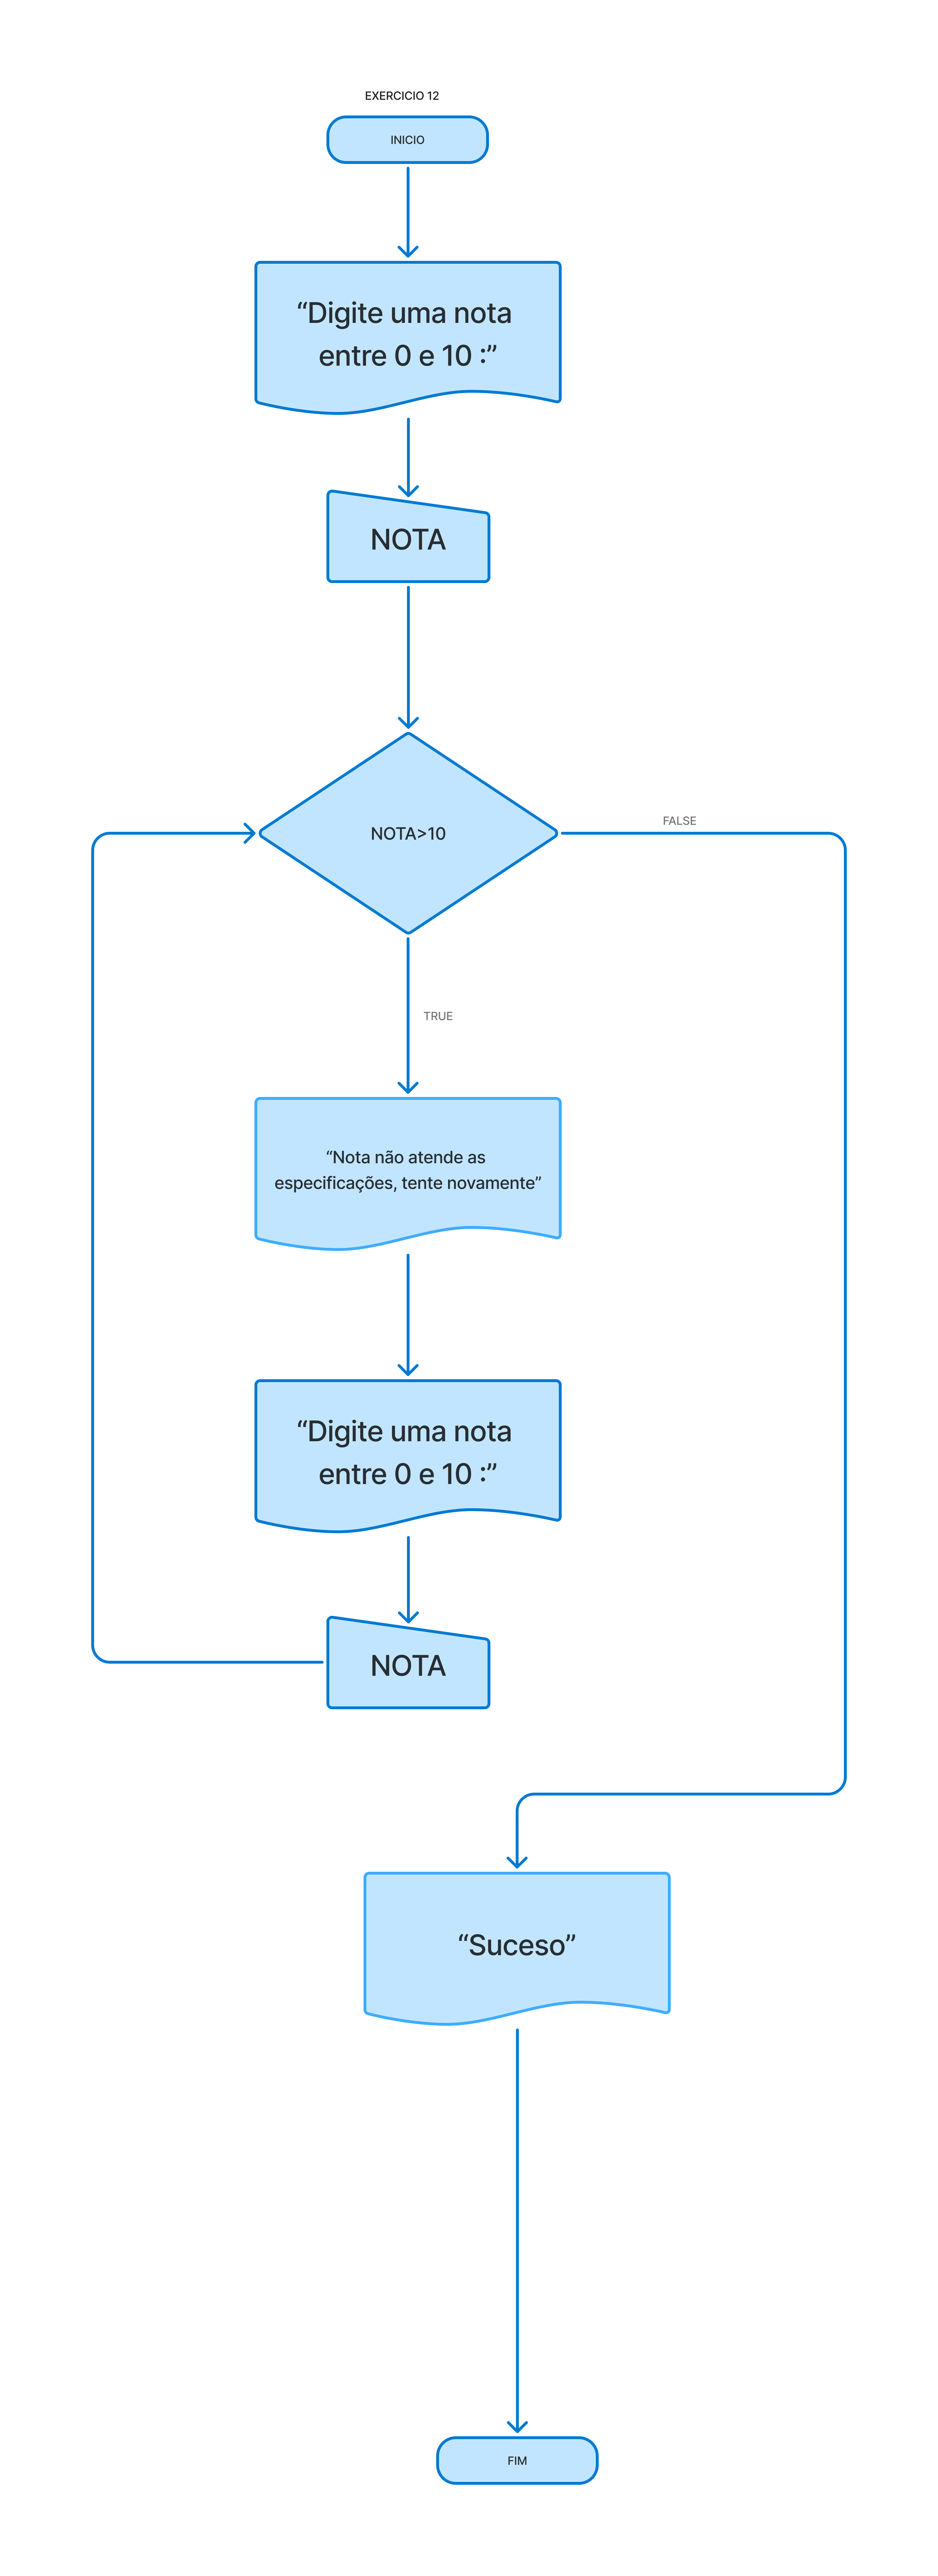 EXERCICIO 12
INICIO
“Digite uma nota
entre 0 e 10 :”
NOTA
NOTA>10
FALSE
TRUE
“Nota não atende as
especificações, tente novamente”
“Digite uma nota
entre 0 e 10 :”
NOTA
“Suceso”
FIM